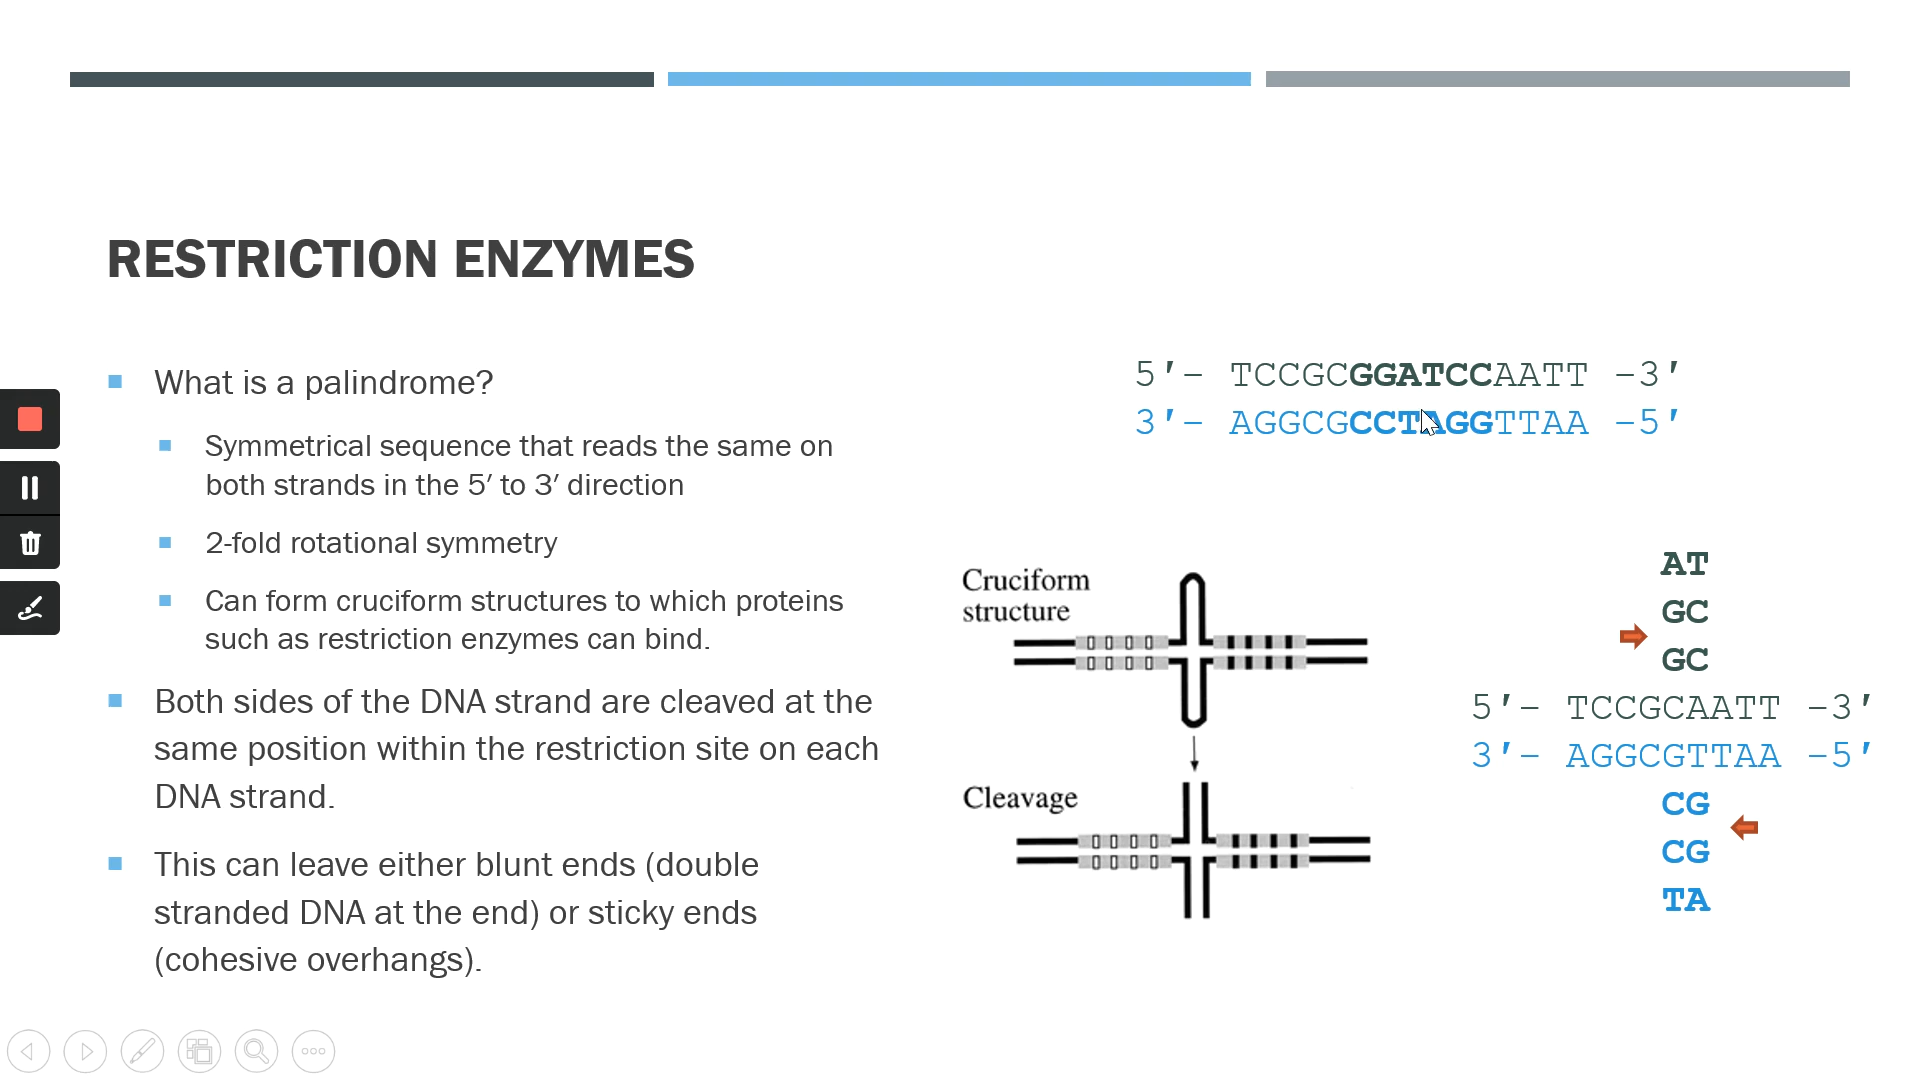 RESTRICTION ENZYMES
What is a palindrome?
Symmetrical sequence that reads the same on
both strands in the 5′ to 3′ direction
2-fold rotational symmetry
Can form cruciform structures to which proteins
such as restriction enzymes can bind.
Both sides of the DNA strand are cleaved at the
same position within the restriction site on each
DNA strand.
This can leave either blunt ends (double
stranded DNA at the end) or sticky ends
(cohesive overhangs).
5′– TCCGCGGATCCAATT –3′
3′– AGGCGCCTAGGTTAA –5′
Cruciform
structure
Cleavage
AT
GC
GC
5′– TCCGCAATT –3′
3′– AGGCGTTAA –5′
CG
CG
TA